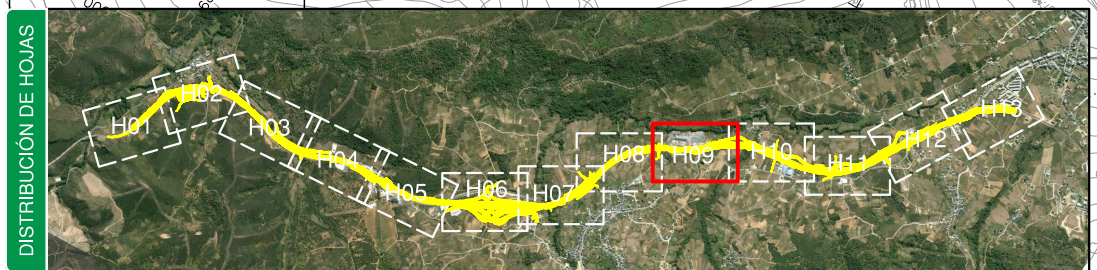 DISTRIBUCIÓN DE HOJAS
H01
H02
H03
H04
H05
H06
H07
H08
H09
H10
H11
H12
H13